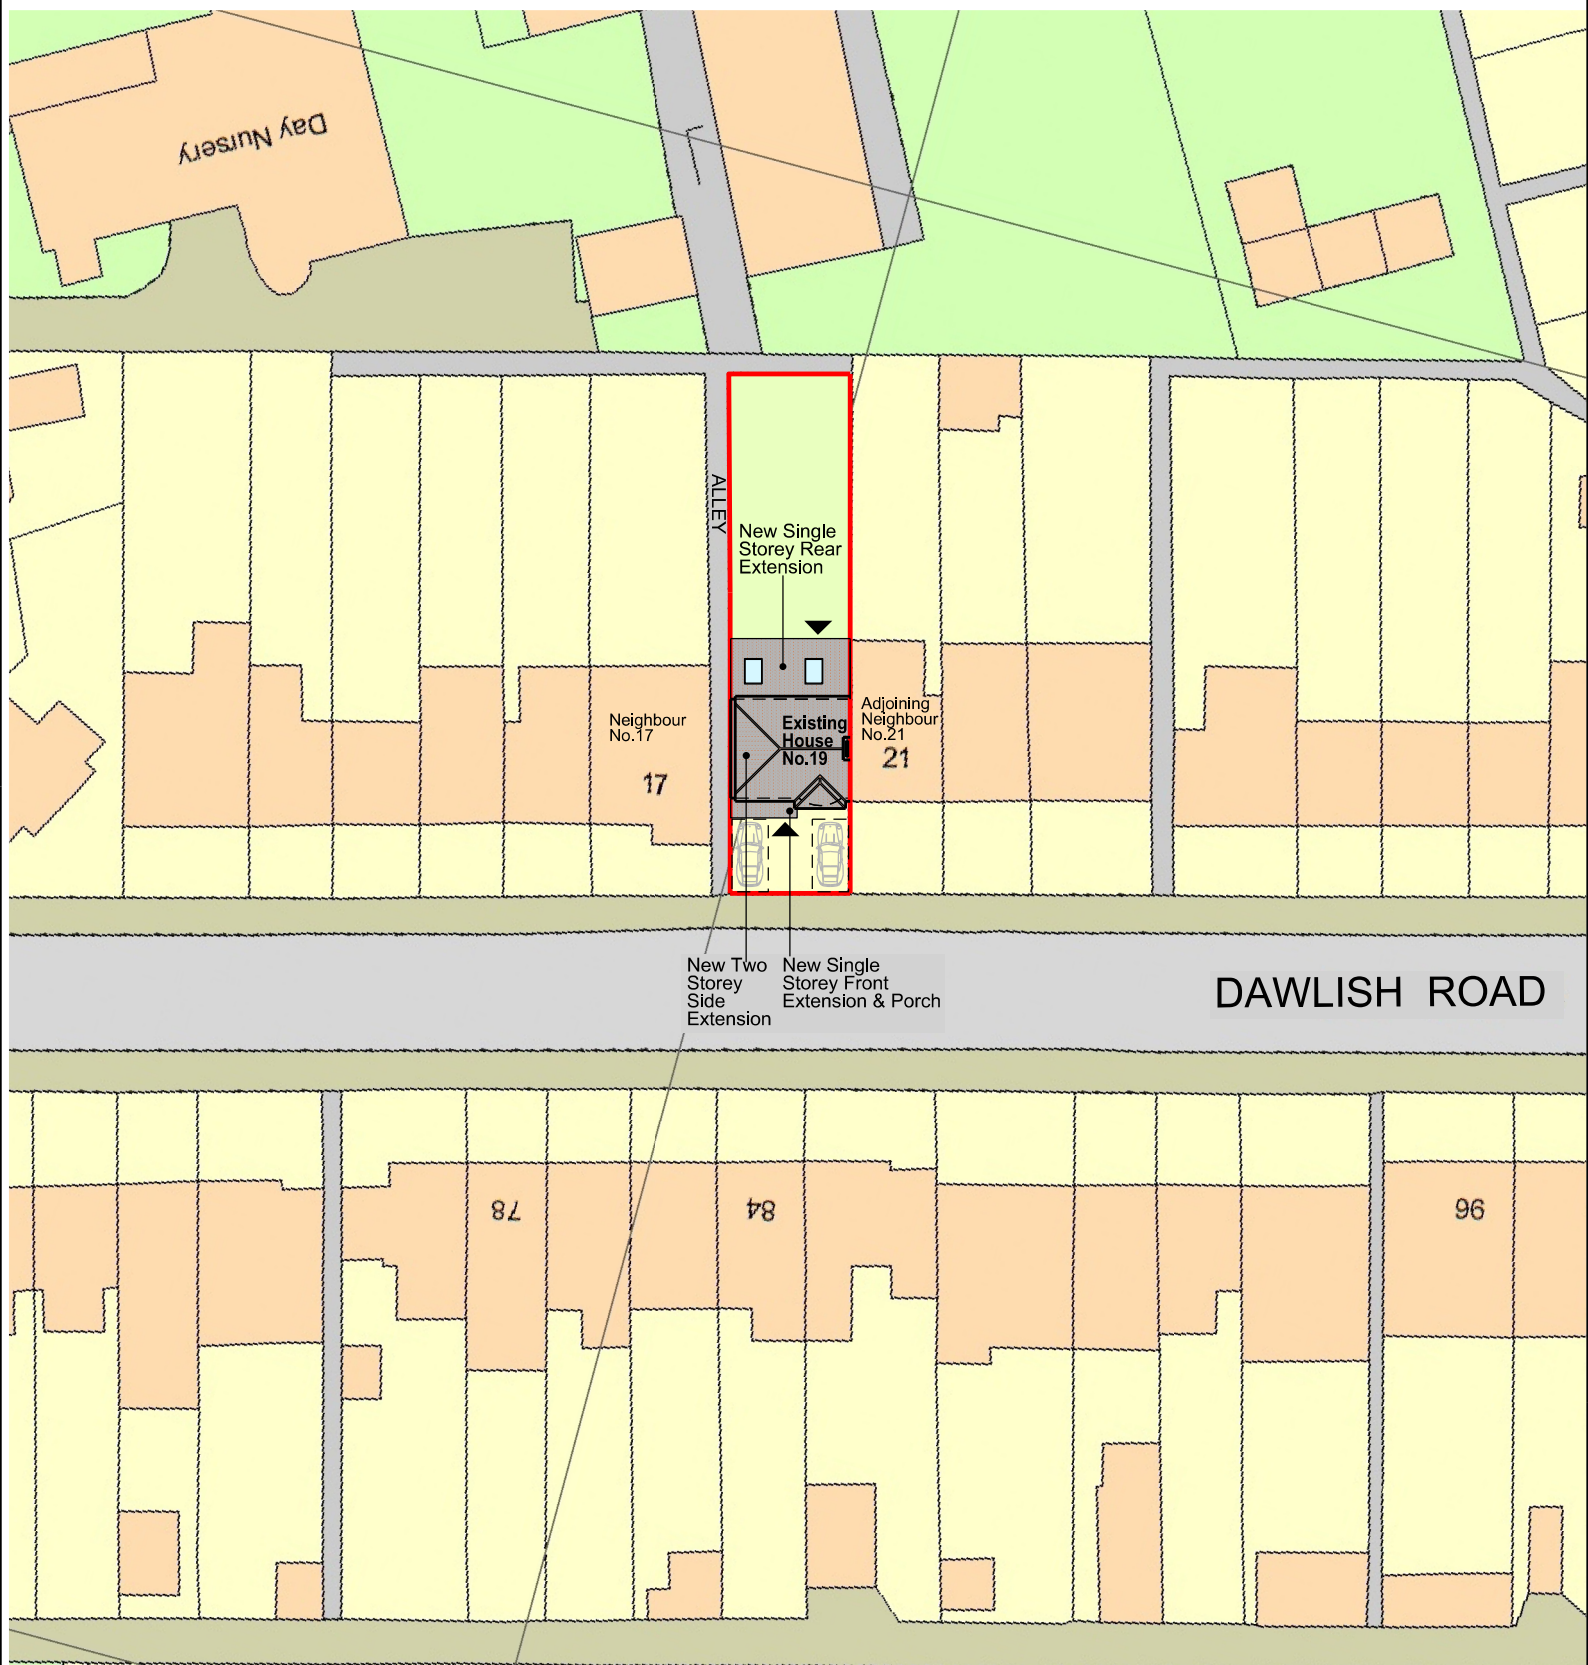 Day Nursery
ALLEY
New Single
Storey Rear
Extension
Neighbour
No.17
17
Existing
House
No.19
Adjoining
Neighbour
No.21
21
New Two
Storey
Side
Extension
New Single
Storey Front
Extension & Porch
DAWLISH ROAD
78
84
96